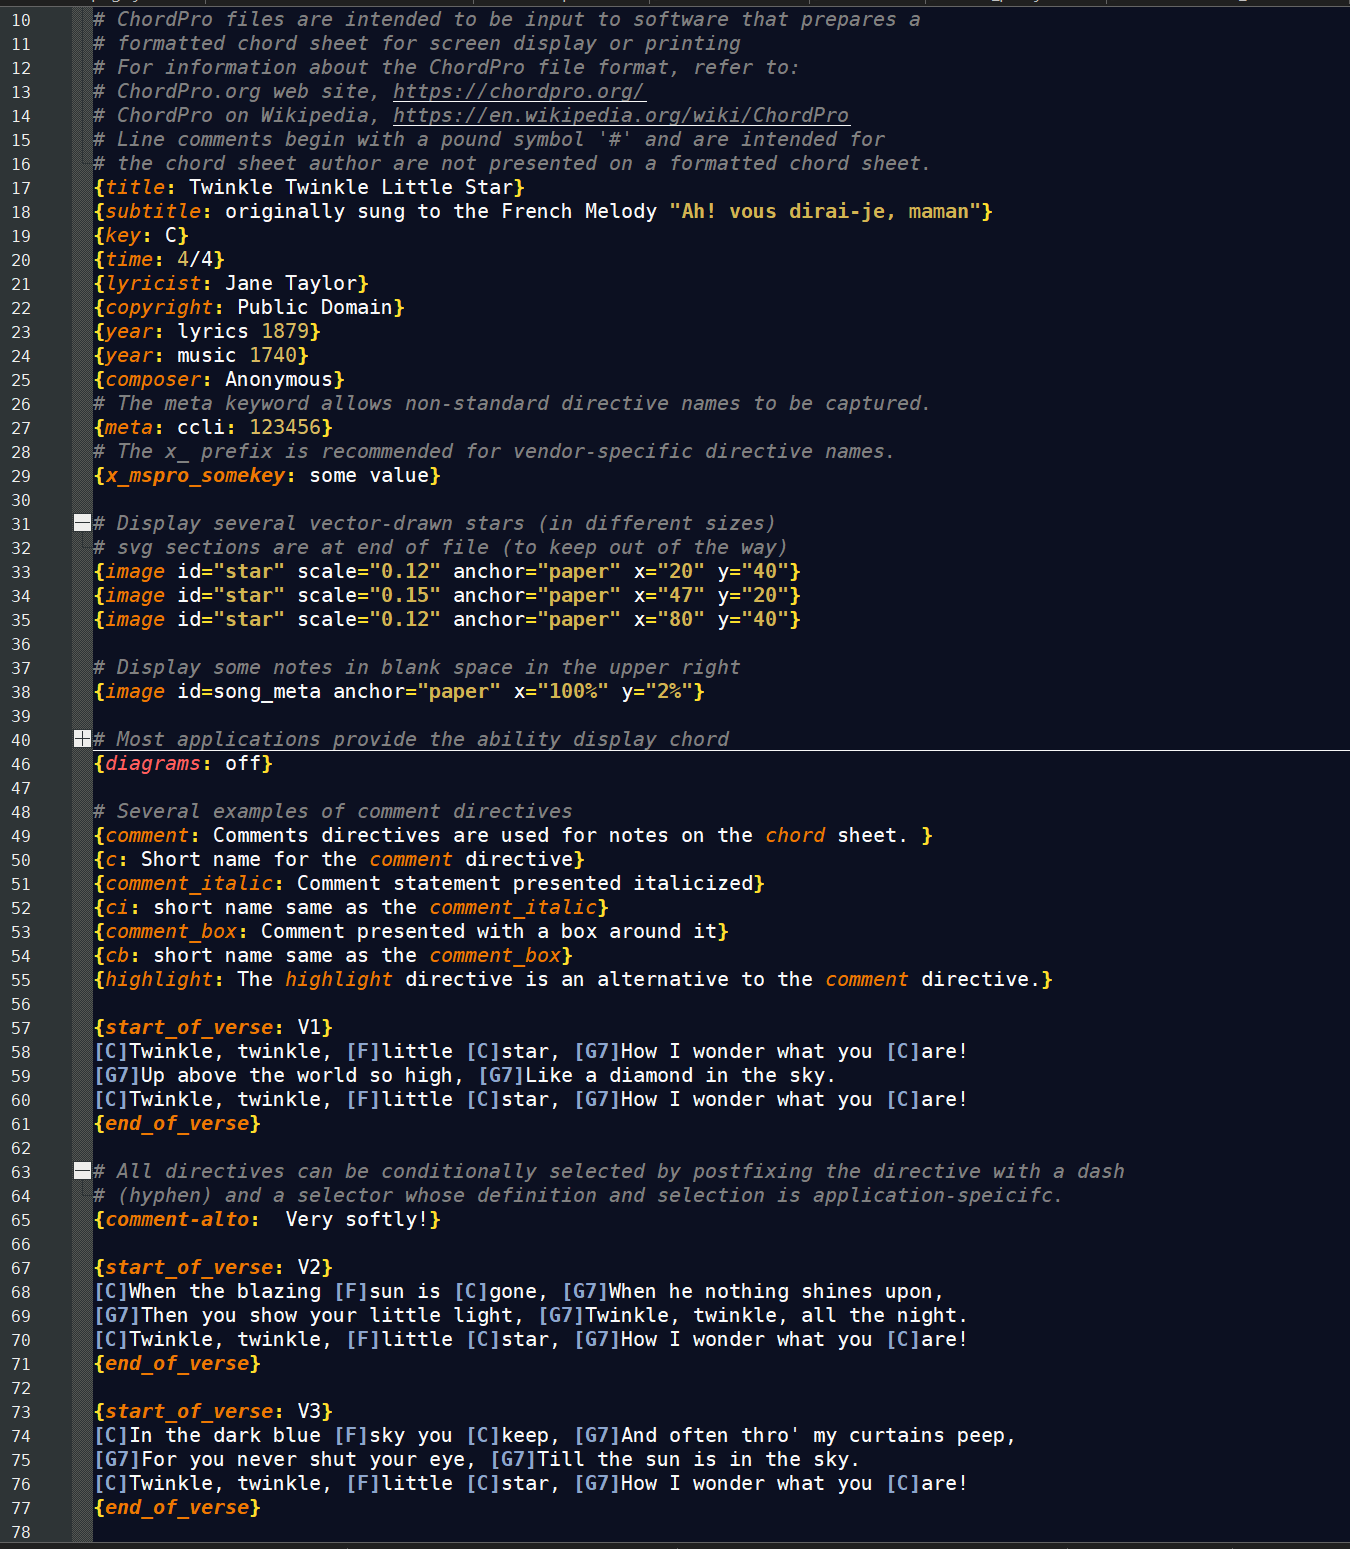 10 # ChordPro files are intended to be input to software that prepares a
11 # formatted chord sheet for screen display or printing
12 # For information about the ChordPro file format, refer to:
13 # ChordPro.org web site, https://chordpro.org/
14 # ChordPro on Wikipedia, https://en.wikipedia.org/wiki/ChordPro
15 # Line comments begin with a pound symbol '#' and are intended for
16 # the chord sheet author are not presented on a formatted chord sheet.
17 {title: Twinkle Twinkle Little Star}
18 {subtitle: originally sung to the French Melody "Ah! vous dirai-je, maman"}
19 {key: C}
20 {time: 4/4}
21 {lyricist: Jane Taylor}
22 {copyright: Public Domain}
23 {year: lyrics 1879}
24 {year: music 1740}
25 {composer: Anonymous}
26 # The meta keyword allows non-standard directive names to be captured.
27 {meta: ccli: 123456}
28 # The x_ prefix is recommended for vendor-specific directive names.
29 {x_mspro_somekey: some value}
30
31 # Display several vector-drawn stars (in different sizes)
32 # svg sections are at end of file (to keep out of the way)
33 {image id="star" scale="0.12" anchor="paper" x="20" y="40"}
34 {image id="star" scale="0.15" anchor="paper" x="47" y="20"}
35 {image id="star" scale="0.12" anchor="paper" x="80" y="40"}
36
37 # Display some notes in blank space in the upper right
38 {image id=song_meta anchor="paper" x="100%" y="2%"}
39
40 # Most applications provide the ability display chord
46 {diagrams: off}
47
48 # Several examples of comment directives
49 {comment: Comments directives are used for notes on the chord sheet. }
50 {c: Short name for the comment directive}
51 {comment_italic: Comment statement presented italicized}
52 {ci: short name same as the comment_italic}
53 {comment_box: Comment presented with a box around it}
54 {cb: short name same as the comment_box}
55 {highlight: The highlight directive is an alternative to the comment directive.}
56
57 {start_of_verse: V1}
58 [C]Twinkle, twinkle, [F]little [C]star, [G7]How I wonder what you [C]are!
59 [G7]Up above the world so high, [G7]Like a diamond in the sky.
60 [C]Twinkle, twinkle, [F]little [C]star, [G7]How I wonder what you [C]are!
61 {end_of_verse}
62
63 # All directives can be conditionally selected by postfixing the directive with a dash
64 # (hyphen) and a selector whose definition and selection is application-speicifc.
65 {comment-alto:  Very softly!}
66
67 {start_of_verse: V2}
68 [C]When the blazing [F]sun is [C]gone, [G7]When he nothing shines upon,
69 [G7]Then you show your little light, [G7]Twinkle, twinkle, all the night.
70 [C]Twinkle, twinkle, [F]little [C]star, [G7]How I wonder what you [C]are!
71 {end_of_verse}
72
73 {start_of_verse: V3}
74 [C]In the dark blue [F]sky you [C]keep, [G7]And often thro' my curtains peep,
75 [G7]For you never shut your eye, [G7]Till the sun is in the sky.
76 [C]Twinkle, twinkle, [F]little [C]star, [G7]How I wonder what you [C]are!
77 {end_of_verse}
78